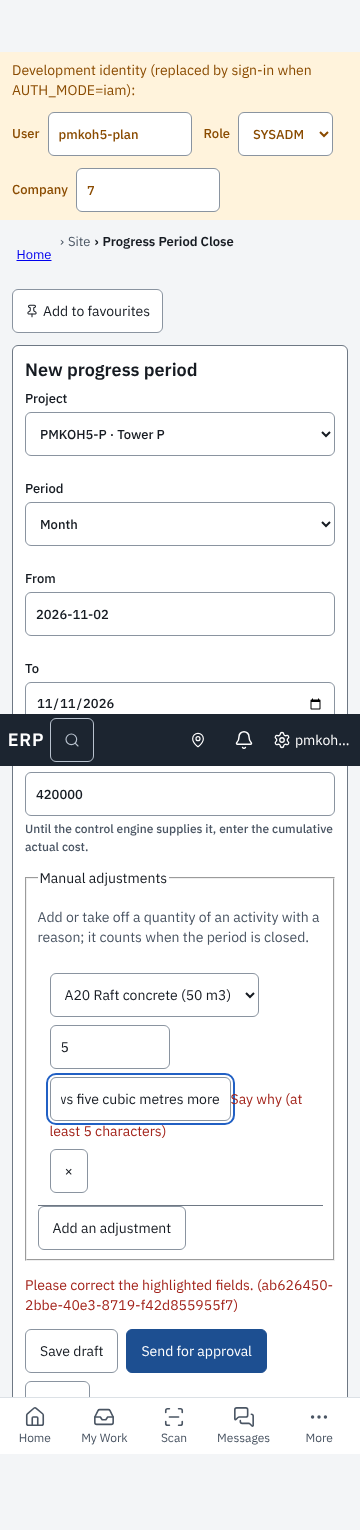 Development identity (replaced by sign-in when
AUTH_MODE=iam):
User pmkoh5-plan Role SYSADM
Company 7
Home › Site › Progress Period Close
Add to favourites
New progress period
Project
PMKOH5-P · Tower P
Period
Month
From
2026-11-02
To
11/11/2026
ERP pmkoh...
420000
Until the control engine supplies it, enter the cumulative
actual cost.
Manual adjustments
Add or take off a quantity of an activity with a
reason; it counts when the period is closed.
A20 Raft concrete (50 m3)
5
vs five cubic metres more Say why (at
least 5 characters)
×
Add an adjustment
Please correct the highlighted fields. (ab626450-
2bbe-40e3-8719-f42d855955f7)
Save draft Send for approval
Home My Work Scan Messages More